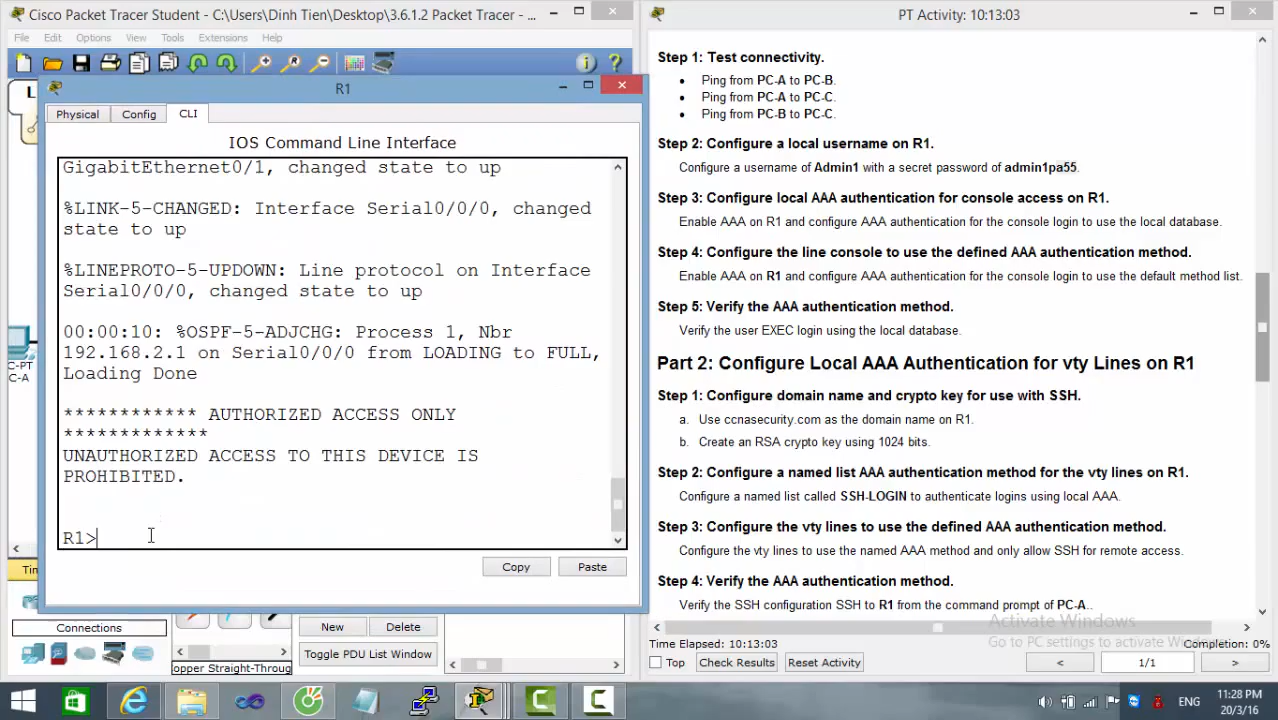 Cisco Packet Tracer Student - C:\Users\Dinh Tien\Desktop\3.6.1.2 Packet Tracer - ...
File Edit Options View Tools Extensions Help
R1
Physical Config CLI
IOS Command Line Interface
GigabitEthernet0/1, changed state to up
%LINK-5-CHANGED: Interface Serial0/0/0, changed
state to up
%LINEPROTO-5-UPDOWN: Line protocol on Interface
Serial0/0/0, changed state to up
00:00:10: %OSPF-5-ADJCHG: Process 1, Nbr
192.168.2.1 on Serial0/0/0 from LOADING to FULL,
Loading Done
************ AUTHORIZED ACCESS ONLY
*************
UNAUTHORIZED ACCESS TO THIS DEVICE IS
PROHIBITED.
R1>
Copy Paste
L
C-PT
C-A
Tin
Connections
New Delete
Toggle PDU List Window
opper Straight-Throug
PT Activity: 10:13:03
Step 1: Test connectivity.
• Ping from PC-A to PC-B.
• Ping from PC-A to PC-C.
• Ping from PC-B to PC-C.
Step 2: Configure a local username on R1.
Configure a username of Admin1 with a secret password of admin1pa55.
Step 3: Configure local AAA authentication for console access on R1.
Enable AAA on R1 and configure AAA authentication for the console login to use the local database.
Step 4: Configure the line console to use the defined AAA authentication method.
Enable AAA on R1 and configure AAA authentication for the console login to use the default method list.
Step 5: Verify the AAA authentication method.
Verify the user EXEC login using the local database.
Part 2: Configure Local AAA Authentication for vty Lines on R1
Step 1: Configure domain name and crypto key for use with SSH.
a. Use ccnasecurity.com as the domain name on R1.
b. Create an RSA crypto key using 1024 bits.
Step 2: Configure a named list AAA authentication method for the vty lines on R1.
Configure a named list called SSH-LOGIN to authenticate logins using local AAA.
Step 3: Configure the vty lines to use the defined AAA authentication method.
Configure the vty lines to use the named AAA method and only allow SSH for remote access.
Step 4: Verify the AAA authentication method.
Verify the SSH configuration SSH to R1 from the command prompt of PC-A..
Activate Windows
Go to PC settings to activate Windows.
Time Elapsed: 10:13:03 Completion: 0%
Top Check Results Reset Activity < 1/1 >
ENG
11:28 PM
20/3/16